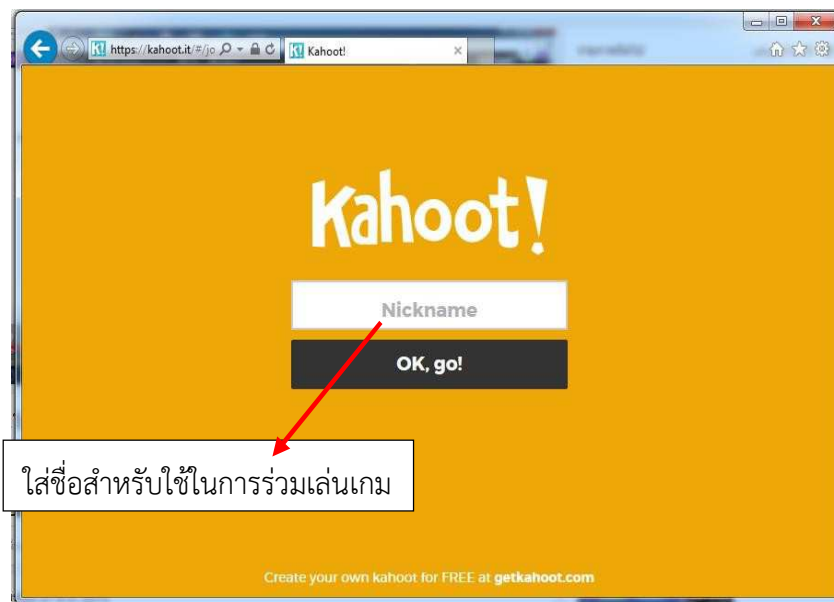 https://kahoot.it/#/jo
Kahoot!
Kahoot!
Nickname
OK, go!
ใส่ชื่อสำหรับใช้ในการร่วมเล่นเกม
Create your own kahoot for FREE at getkahoot.com